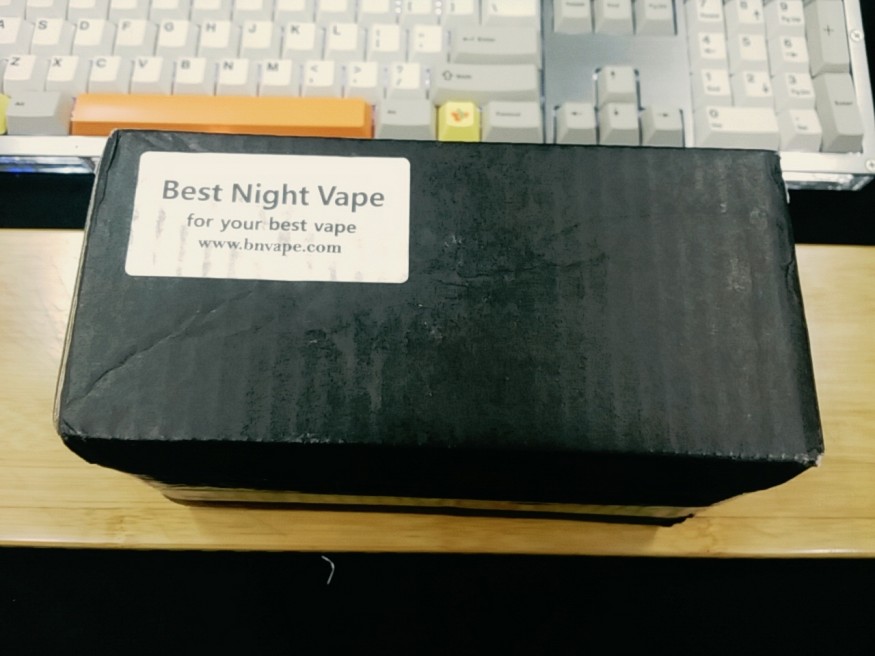 A S D F G H J K L
Z X C V B N M < > ?
Best Night Vape
for your best vape
www.bnvape.com